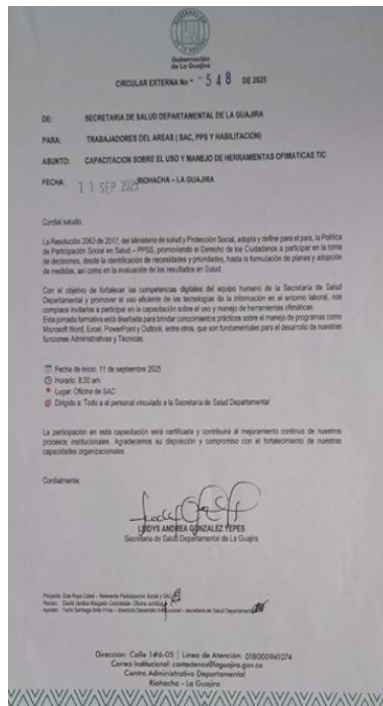 Gobernación
de La Guajira
CIRCULAR EXTERNA No - - 548 DE 2025
DE: SECRETARIA DE SALUD DEPARTAMENTAL DE LA GUAJIRA
PARA: TRABAJADORES DEL AREAS ( SAC, PPS Y HABILITACION)
ASUNTO: CAPACITACION SOBRE EL USO Y MANEJO DE HERRAMIENTAS OFIMATICAS TIC
FECHA: 11 SEP 2025 RIOHACHA – LA GUAJIRA
Cordial saludo,
La Resolución 2063 de 2017, del Ministerio de salud y Protección Social, adopta y define para el país, la Política
de Participación Social en Salud – PPSS, promoviendo el Derecho de los Ciudadanos a participar en la toma
de decisiones, desde la identificación de necesidades y prioridades, hasta la formulación de planes y adopción
de medidas, así como en la evaluación de los resultados en Salud.
Con el objetivo de fortalecer las competencias digitales del equipo humano de la Secretaria de Salud
Departamental y promover el uso eficiente de las tecnologías de la información en el entorno laboral, nos
complace invitarlos a participar en la capacitación sobre el uso y manejo de herramientas ofimáticas.
Esta jornada formativa está diseñada para brindar conocimientos prácticos sobre el manejo de programas como
Microsoft Word, Excel, PowerPoint y Outlook, entre otros, que son fundamentales para el desarrollo de nuestras
funciones Administrativas y Técnicas.
Fecha de inicio: 11 de septiembre 2025
Horario: 8:30 am
Lugar: Oficina de SAC
Dirigido a: Todo a al personal vinculado a la Secretaria de Salud Departamental
La participación en esta capacitación será certificada y contribuirá al mejoramiento continuo de nuestros
procesos institucionales. Agradecemos su disposición y compromiso con el fortalecimiento de nuestras
capacidades organizacionales.
Cordialmente,
LEIDYS ANDREA GONZALEZ YEPES
Secretaria de Salud Departamental de La Guajira
Referente Participación Social y SAC
Oficina Jurídica
secretaria de Salud Departamental
Dirección: Calle 1#6-05 | Línea de Atención: 018000941074
Correo Institucional: contactenos@laguajira.gov.co
Centro Administrativo Departamental
Riohacha - La Guajira